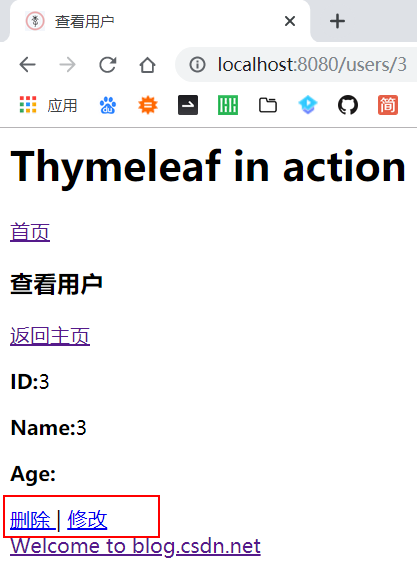 查看用户
localhost:8080/users/3
应用
简
Thymeleaf in action
首页
查看用户
返回主页
ID:3
Name:3
Age:
删除 | 修改
Welcome to blog.csdn.net